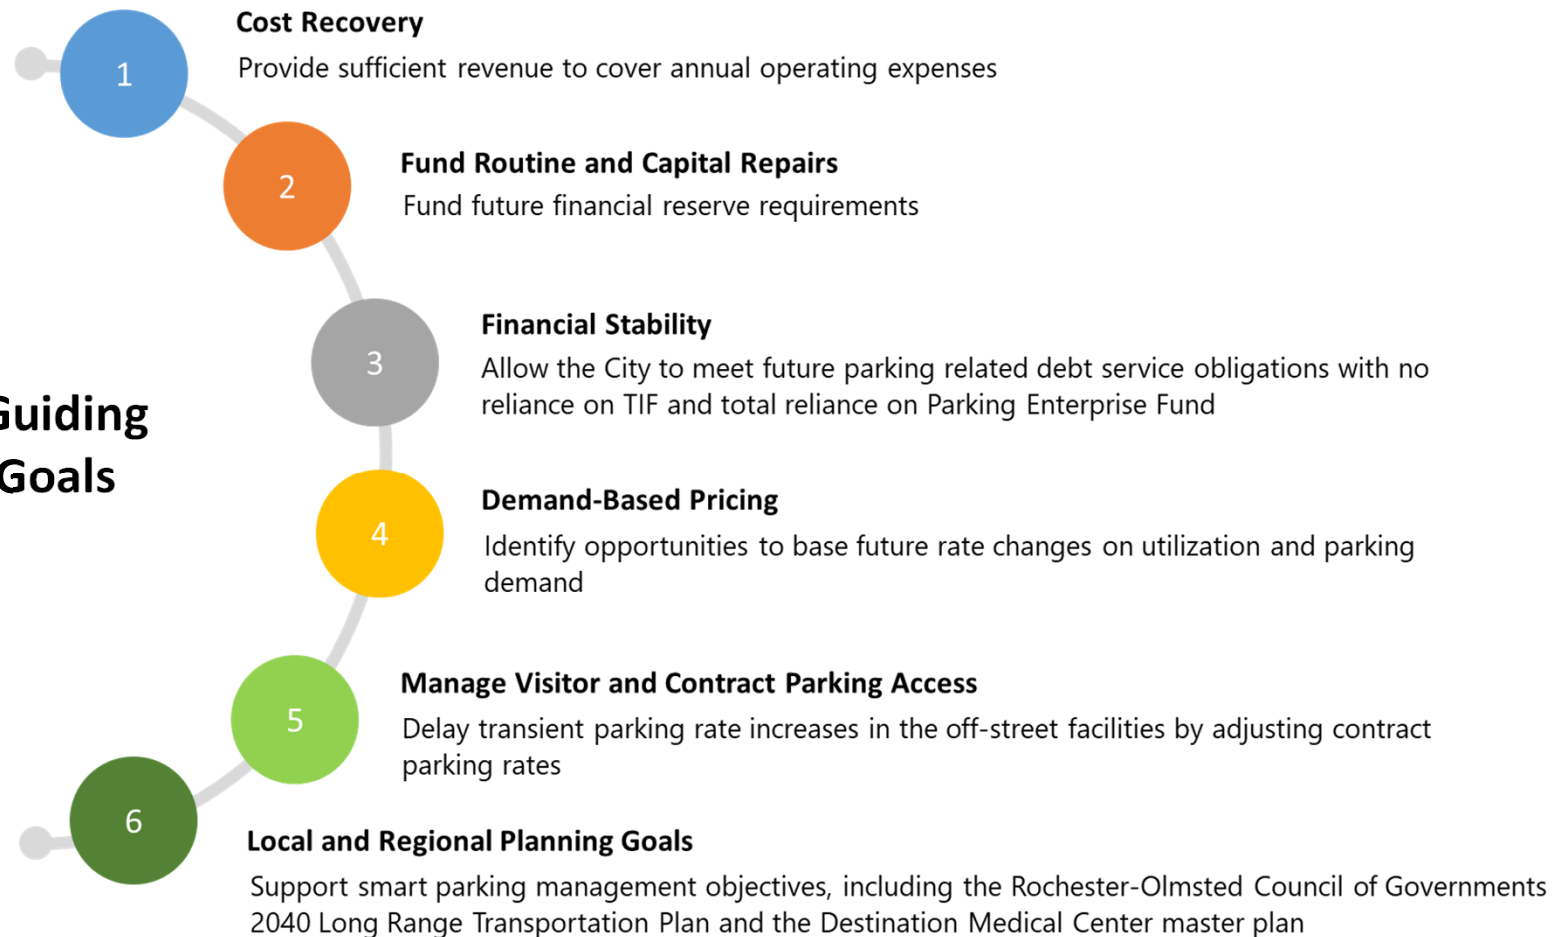 1
Cost Recovery
Provide sufficient revenue to cover annual operating expenses
2
Fund Routine and Capital Repairs
Fund future financial reserve requirements
3
Financial Stability
Allow the City to meet future parking related debt service obligations with no
reliance on TIF and total reliance on Parking Enterprise Fund
Guiding
Goals
4
Demand-Based Pricing
Identify opportunities to base future rate changes on utilization and parking
demand
5
Manage Visitor and Contract Parking Access
Delay transient parking rate increases in the off-street facilities by adjusting contract
parking rates
6
Local and Regional Planning Goals
Support smart parking management objectives, including the Rochester-Olmsted Council of Governments
2040 Long Range Transportation Plan and the Destination Medical Center master plan